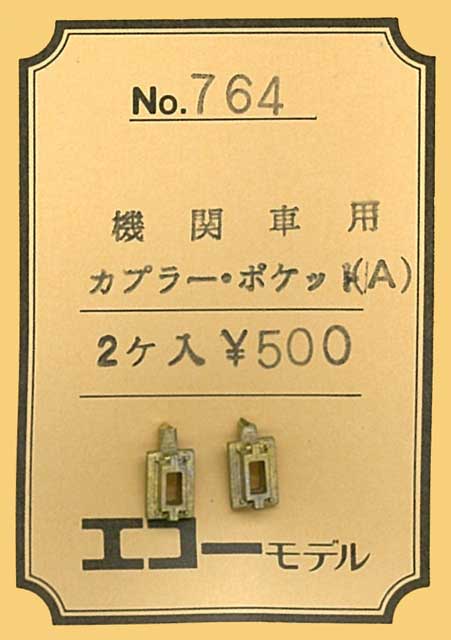 No.764
機関車用
カプラー・ポケット(A)
2ケ入 ¥500
エコーモデル